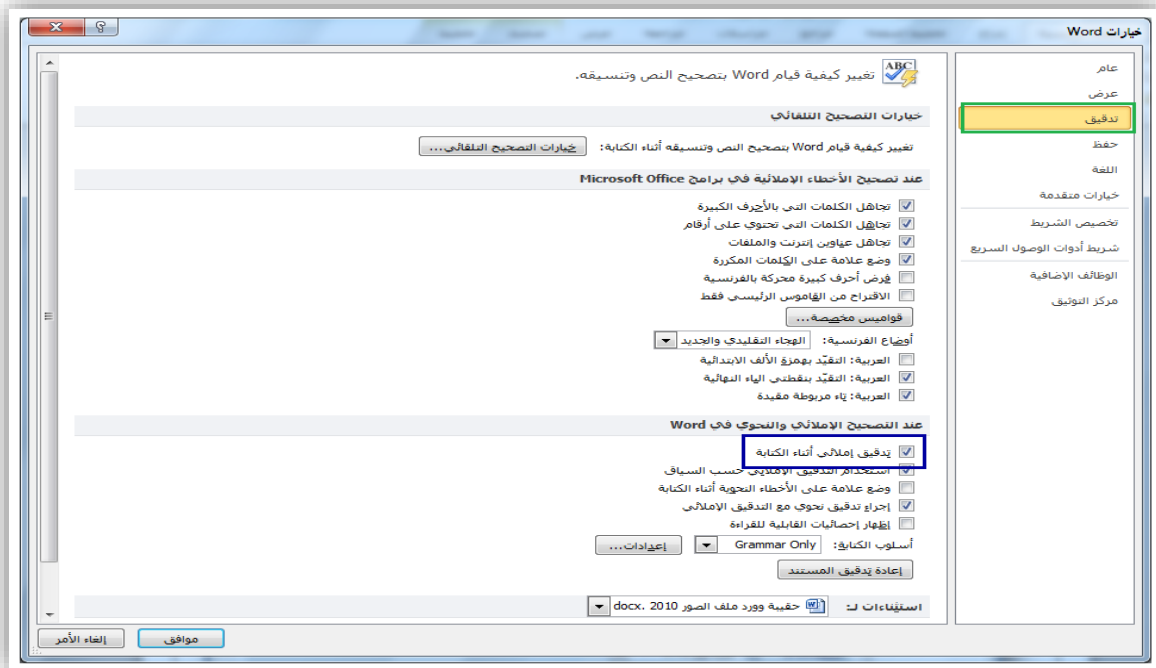 خيارات Word
عام
عرض
تدقيق
حفظ
اللغة
خيارات متقدمة
تخصيص الشريط
شريط أدوات الوصول السريع
الوظائف الإضافية
مركز التوثيق
ABC
تغيير كيفية قيام Word بتصحيح النص وتنسيقه.
خيارات التصحيح التلقائي
تغيير كيفية قيام Word بتصحيح النص وتنسيقه أثناء الكتابة: خيارات التصحيح التلقائي...
عند تصحيح الأخطاء الإملائية في برامج Microsoft Office
تجاهل الكلمات التي بالأحرف الكبيرة
تجاهل الكلمات التي تحتوي على أرقام
تجاهل عناوين إنترنت والملفات
وضع علامة على الكلمات المكررة
فرض أحرف كبيرة محركة بالفرنسية
الاقتراح من القاموس الرئيسي فقط
قواميس مخصصة...
أوضاع الفرنسية: الهجاء التقليدي والجديد
العربية: التقيّد بهمزة الألف الابتدائية
العربية: التقيّد بنقطتي الياء النهائية
العربية: تاء مربوطة مقيدة
عند التصحيح الإملائي والنحوي في Word
تدقيق إملائي أثناء الكتابة
استخدام التدقيق الإملائي حسب السياق
وضع علامة على الأخطاء النحوية أثناء الكتابة
إجراء تدقيق نحوي مع التدقيق الإملائي
إظهار إحصائيات القابلية للقراءة
أسلوب الكتابة: Grammar Only إعدادات...
إعادة تدقيق المستند
استثناءات لـ: حقيبة وورد ملف الصور 2010 .docx
موافق إلغاء الأمر